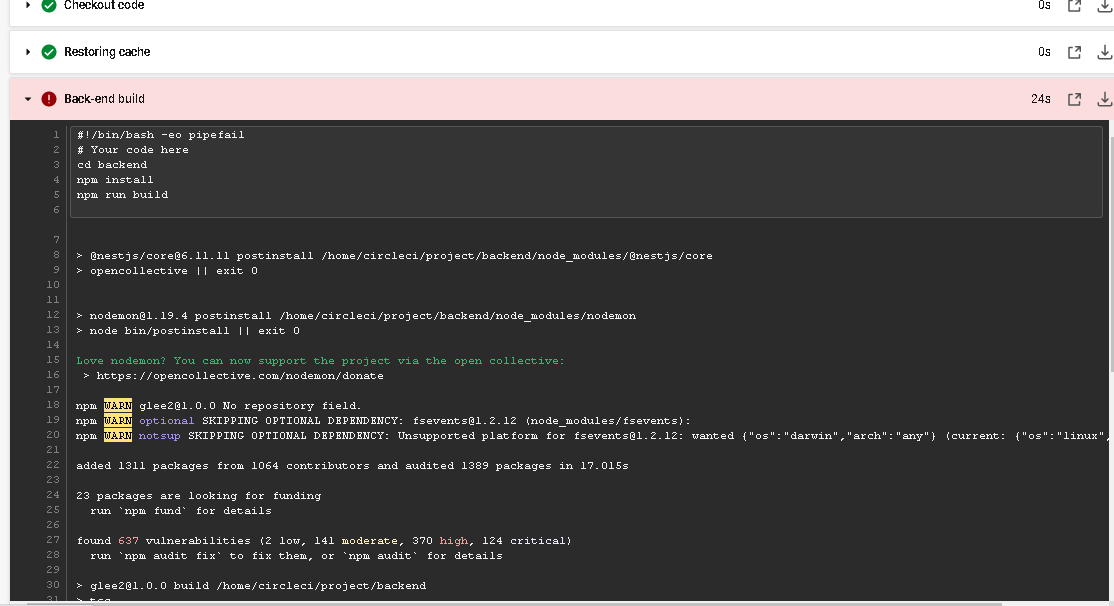 Checkout code 0s
Restoring cache 0s
Back-end build 24s
1 #!/bin/bash -eo pipefail
2 # Your code here
3 cd backend
4 npm install
5 npm run build
6
7
8 > @nestjs/core@6.11.11 postinstall /home/circleci/project/backend/node_modules/@nestjs/core
9 > opencollective || exit 0
10
11
12 > nodemon@1.19.4 postinstall /home/circleci/project/backend/node_modules/nodemon
13 > node bin/postinstall || exit 0
14
15 Love nodemon? You can now support the project via the open collective:
16 > https://opencollective.com/nodemon/donate
17
18 npm WARN glee2@1.0.0 No repository field.
19 npm WARN optional SKIPPING OPTIONAL DEPENDENCY: fsevents@1.2.12 (node_modules/fsevents):
20 npm WARN notsup SKIPPING OPTIONAL DEPENDENCY: Unsupported platform for fsevents@1.2.12: wanted {"os":"darwin","arch":"any"} (current: {"os":"linux",
21
22 added 1311 packages from 1064 contributors and audited 1389 packages in 17.015s
23
24 23 packages are looking for funding
25 run `npm fund` for details
26
27 found 637 vulnerabilities (2 low, 141 moderate, 370 high, 124 critical)
28 run `npm audit fix` to fix them, or `npm audit` for details
29
30 > glee2@1.0.0 build /home/circleci/project/backend
31 > tsc